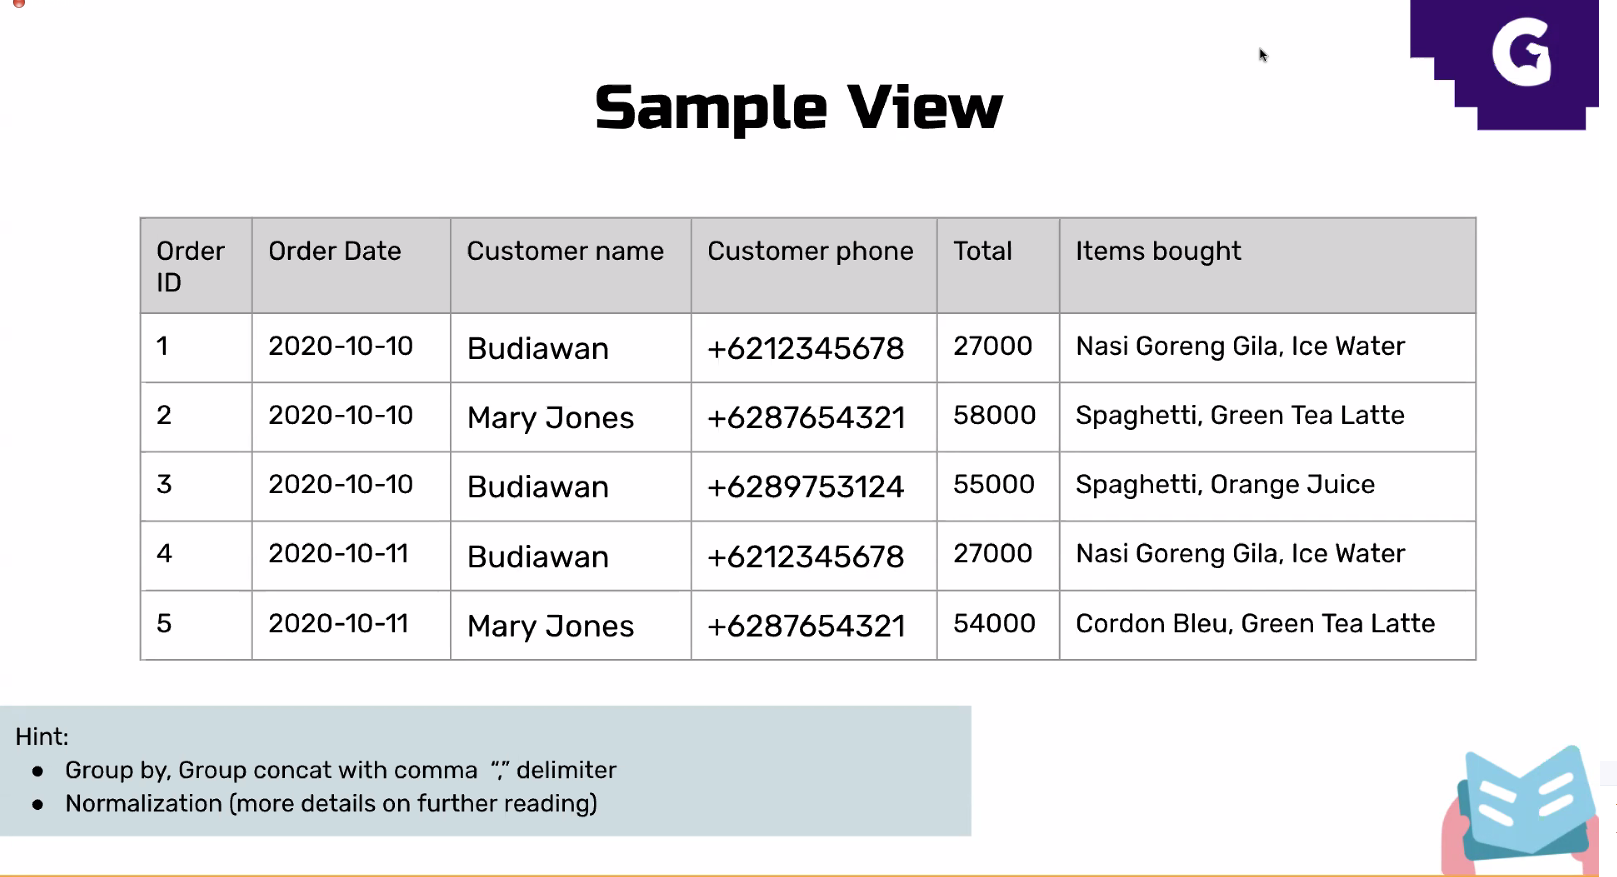 G
Sample View
Order ID Order Date Customer name Customer phone Total Items bought
1 2020-10-10 Budiawan +6212345678 27000 Nasi Goreng Gila, Ice Water
2 2020-10-10 Mary Jones +6287654321 58000 Spaghetti, Green Tea Latte
3 2020-10-10 Budiawan +6289753124 55000 Spaghetti, Orange Juice
4 2020-10-11 Budiawan +6212345678 27000 Nasi Goreng Gila, Ice Water
5 2020-10-11 Mary Jones +6287654321 54000 Cordon Bleu, Green Tea Latte
Hint:
● Group by, Group concat with comma “,” delimiter
● Normalization (more details on further reading)